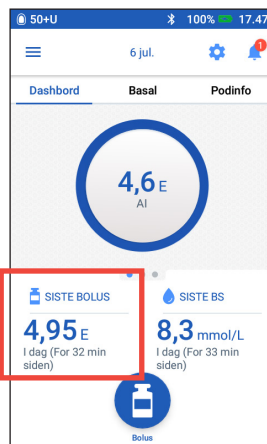 50+U 100% 17.47
6 jul. 1
Dashbord Basal Podinfo
4,6 E
AI
SISTE BOLUS SISTE BS
4,95 E 8,3 mmol/L
I dag (For 32 min I dag (For 33 min
siden) siden)
Bolus